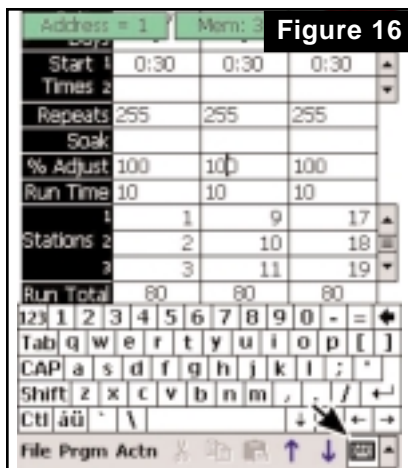 Address = 1 Mem: 3 Figure 16
Days
Start 1 0:30 0:30 0:30
Times 2
Repeats 255 255 255
Soak
% Adjust 100 100 100
Run Time 10 10 10
1 1 9 17
Stations 2 2 10 18
3 3 11 19
Run Total 80 80 80
123 1 2 3 4 5 6 7 8 9 0 - =
Tab q w e r t y u i o p [ ]
CAP a s d f g h j k l ; '
Shift z x c v b n m , . /
Ctl áü ` \
File Prgm Actn